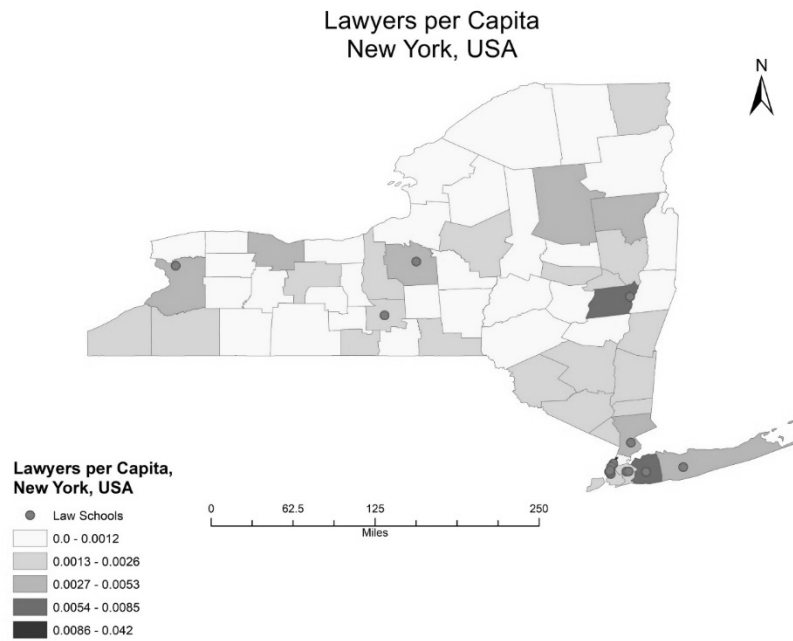 Lawyers per Capita
New York, USA
N
Lawyers per Capita,
New York, USA
Law Schools
0.0 - 0.0012
0.0013 - 0.0026
0.0027 - 0.0053
0.0054 - 0.0085
0.0086 - 0.042
0 62.5 125 250
Miles